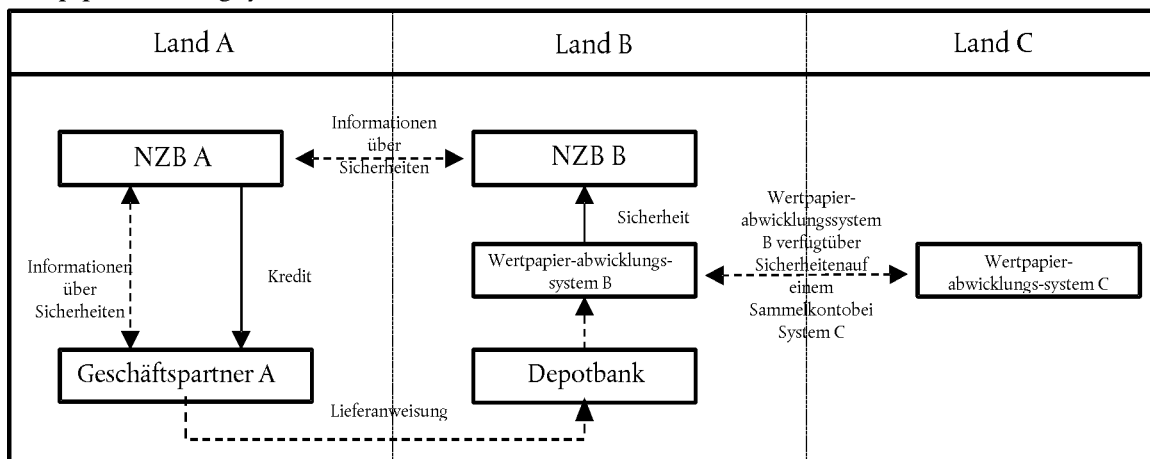 Land A
Land B
Land C
Informationen
über
Sicherheiten
NZB A
NZB B
Wertpapier-
abwicklungssystem
B verfügtüber
Sicherheitenauf
einem
Sammelkontobei
System C
Sicherheit
Informationen
über
Sicherheiten
Kredit
Wertpapier-abwicklungs-
system B
Wertpapier-
abwicklungs-system C
Geschäftspartner A
Depotbank
Lieferanweisung